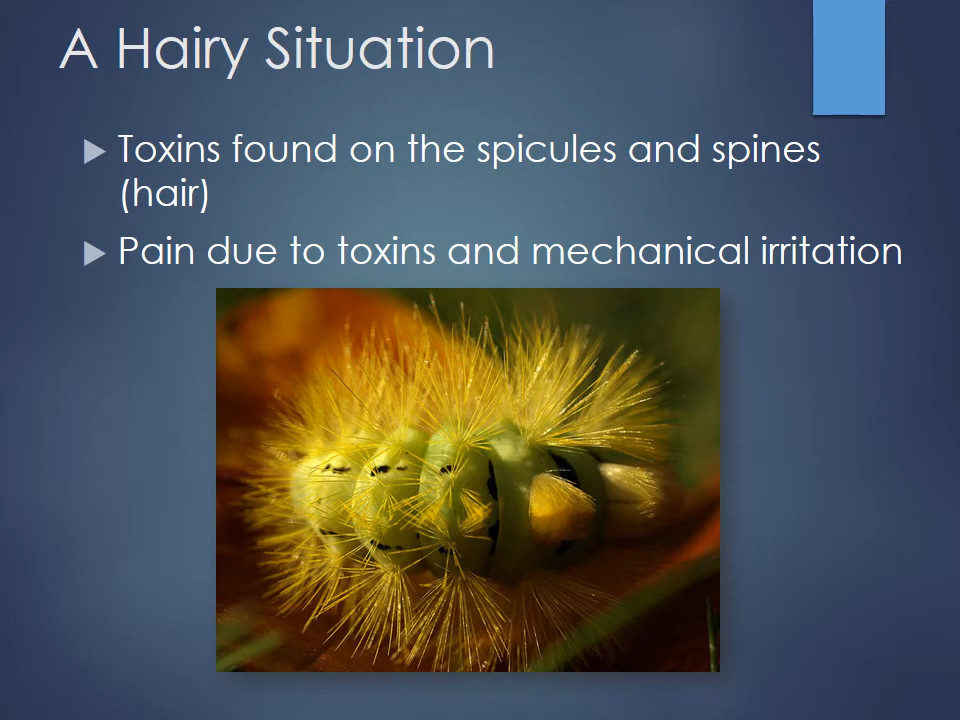 A Hairy Situation
Toxins found on the spicules and spines
(hair)
Pain due to toxins and mechanical irritation